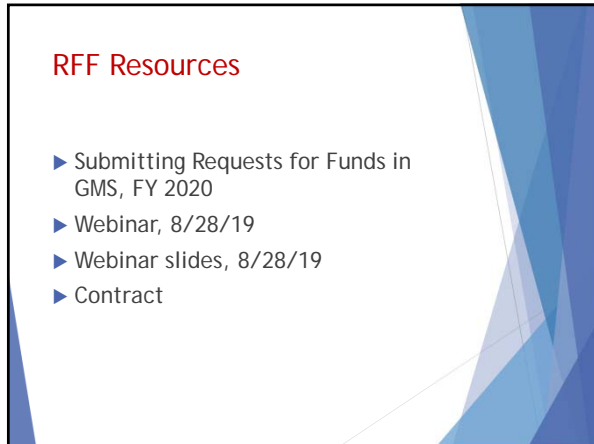 RFF Resources
▶ Submitting Requests for Funds in
GMS, FY 2020
▶ Webinar, 8/28/19
▶ Webinar slides, 8/28/19
▶ Contract